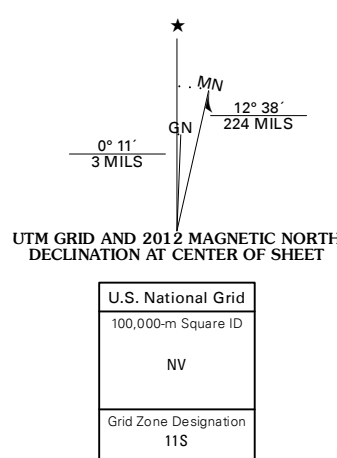 MN
GN
12° 38´
224 MILS
0° 11´
3 MILS
UTM GRID AND 2012 MAGNETIC NORTH
DECLINATION AT CENTER OF SHEET
U.S. National Grid
100,000-m Square ID
NV
Grid Zone Designation
11S